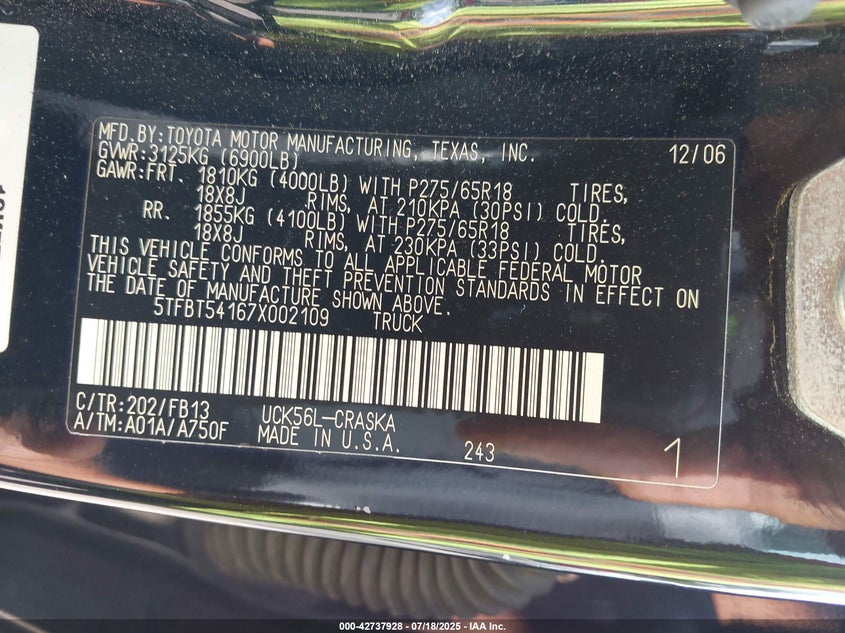 MFD.BY:TOYOTA MOTOR MANUFACTURING, TEXAS, INC. 12/06
GVWR:3125KG (6900LB)
GAWR:FRT. 1810KG (4000LB) WITH P275/65R18 TIRES,
18X8J RIMS, AT 210KPA (30PSI) COLD.
RR. 1855KG (4100LB) WITH P275/65R18 TIRES,
18X8J RIMS, AT 230KPA (33PSI) COLD.
THIS VEHICLE CONFORMS TO ALL APPLICABLE FEDERAL MOTOR
VEHICLE SAFETY AND THEFT PREVENTION STANDARDS IN EFFECT ON
THE DATE OF MANUFACTURE SHOWN ABOVE.
5TFBT54167X002109 TRUCK
C/TR:202/FB13 UCK56L-CRASKA
A/TM:A01A/A750F MADE IN U.S.A. 243 1
000-42737928 - 07/18/2025 - IAA Inc.